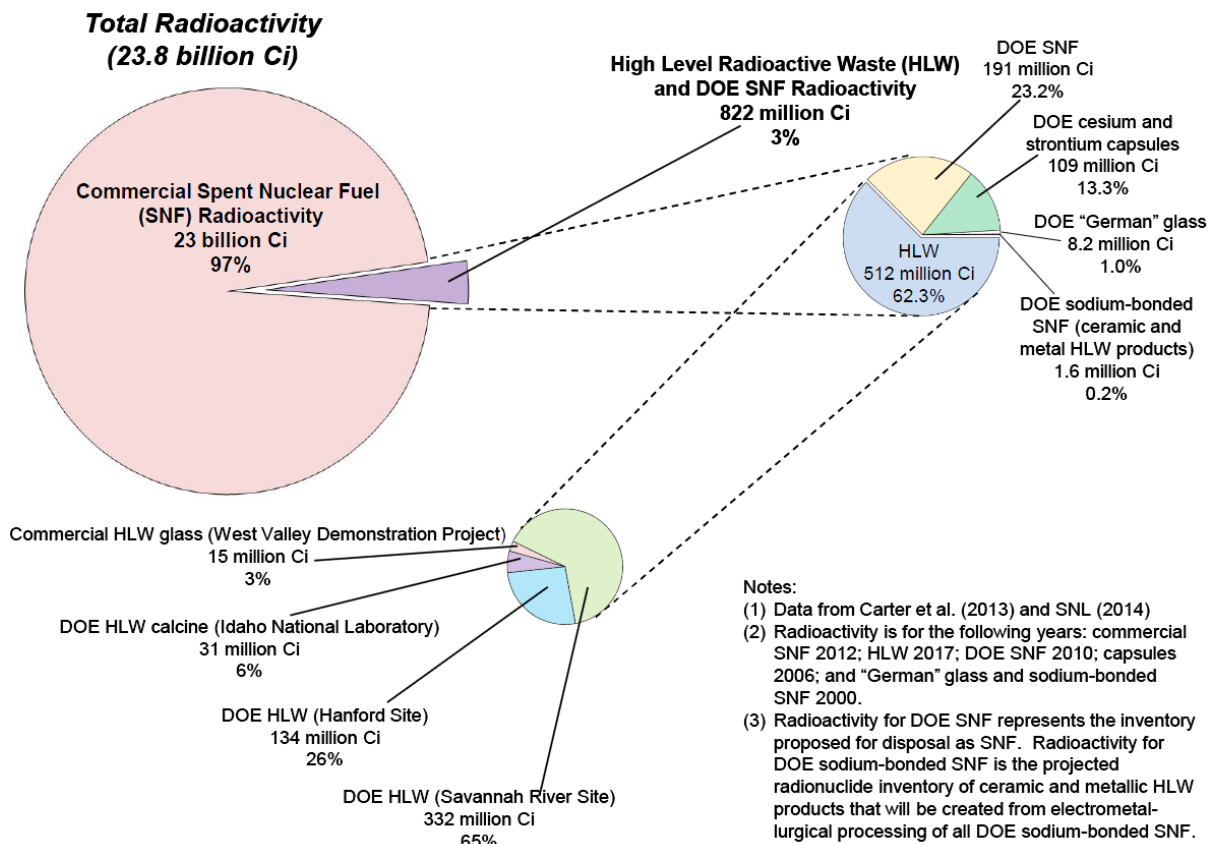 Total Radioactivity
(23.8 billion Ci)
Commercial Spent Nuclear Fuel
(SNF) Radioactivity
23 billion Ci
97%
High Level Radioactive Waste (HLW)
and DOE SNF Radioactivity
822 million Ci
3%
DOE SNF
191 million Ci
23.2%
DOE cesium and
strontium capsules
109 million Ci
13.3%
DOE “German” glass
8.2 million Ci
1.0%
HLW
512 million Ci
62.3%
DOE sodium-bonded
SNF (ceramic and
metal HLW products)
1.6 million Ci
0.2%
Commercial HLW glass (West Valley Demonstration Project)
15 million Ci
3%
DOE HLW calcine (Idaho National Laboratory)
31 million Ci
6%
DOE HLW (Hanford Site)
134 million Ci
26%
DOE HLW (Savannah River Site)
332 million Ci
65%
Notes:
(1) Data from Carter et al. (2013) and SNL (2014)
(2) Radioactivity is for the following years: commercial
SNF 2012; HLW 2017; DOE SNF 2010; capsules
2006; and “German” glass and sodium-bonded
SNF 2000.
(3) Radioactivity for DOE SNF represents the inventory
proposed for disposal as SNF. Radioactivity for
DOE sodium-bonded SNF is the projected
radionuclide inventory of ceramic and metallic HLW
products that will be created from electrometal-
lurgical processing of all DOE sodium-bonded SNF.